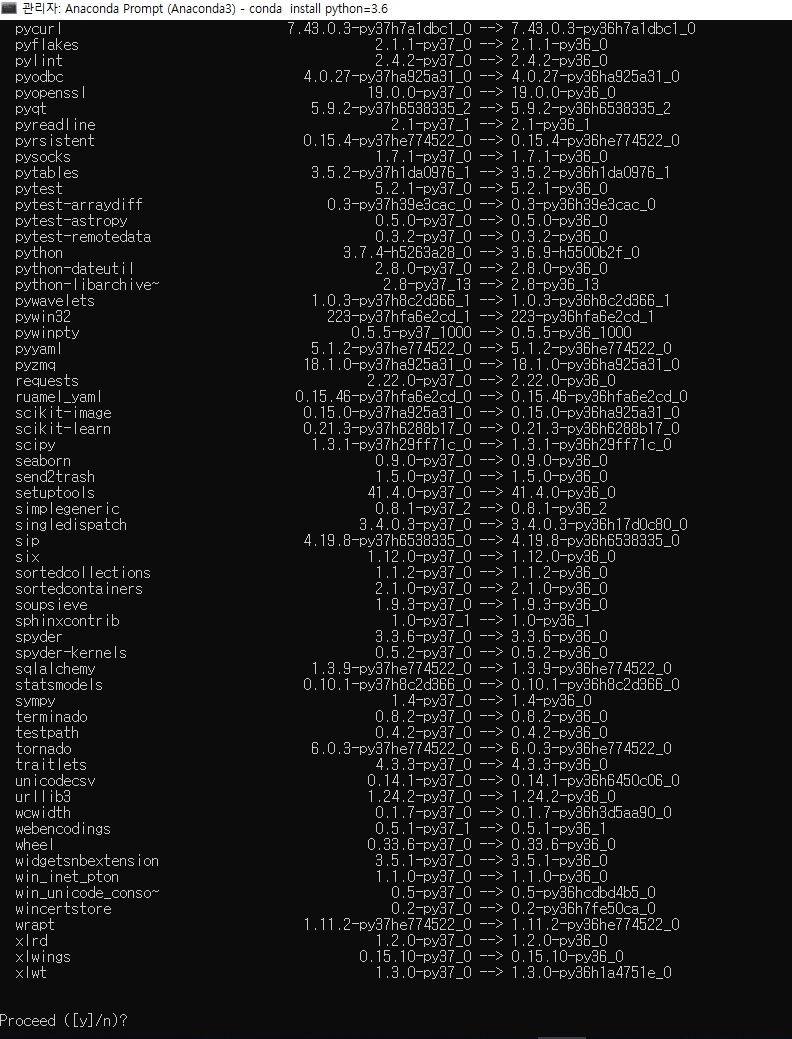 관리자: Anaconda Prompt (Anaconda3) - conda  install python=3.6
pycurl 7.43.0.3-py37h7a1dbc1_0 --> 7.43.0.3-py36h7a1dbc1_0
pyflakes 2.1.1-py37_0 --> 2.1.1-py36_0
pylint 2.4.2-py37_0 --> 2.4.2-py36_0
pyodbc 4.0.27-py37ha925a31_0 --> 4.0.27-py36ha925a31_0
pyopenssl 19.0.0-py37_0 --> 19.0.0-py36_0
pyqt 5.9.2-py37h6538335_2 --> 5.9.2-py36h6538335_2
pyreadline 2.1-py37_1 --> 2.1-py36_1
pyrsistent 0.15.4-py37he774522_0 --> 0.15.4-py36he774522_0
pysocks 1.7.1-py37_0 --> 1.7.1-py36_0
pytables 3.5.2-py37h1da0976_1 --> 3.5.2-py36h1da0976_1
pytest 5.2.1-py37_0 --> 5.2.1-py36_0
pytest-arraydiff 0.3-py37h39e3cac_0 --> 0.3-py36h39e3cac_0
pytest-astropy 0.5.0-py37_0 --> 0.5.0-py36_0
pytest-remotedata 0.3.2-py37_0 --> 0.3.2-py36_0
python 3.7.4-h5263a28_0 --> 3.6.9-h5500b2f_0
python-dateutil 2.8.0-py37_0 --> 2.8.0-py36_0
python-libarchive~ 2.8-py37_13 --> 2.8-py36_13
pywavelets 1.0.3-py37h8c2d366_1 --> 1.0.3-py36h8c2d366_1
pywin32 223-py37hfa6e2cd_1 --> 223-py36hfa6e2cd_1
pywinpty 0.5.5-py37_1000 --> 0.5.5-py36_1000
pyyaml 5.1.2-py37he774522_0 --> 5.1.2-py36he774522_0
pyzmq 18.1.0-py37ha925a31_0 --> 18.1.0-py36ha925a31_0
requests 2.22.0-py37_0 --> 2.22.0-py36_0
ruamel_yaml 0.15.46-py37hfa6e2cd_0 --> 0.15.46-py36hfa6e2cd_0
scikit-image 0.15.0-py37ha925a31_0 --> 0.15.0-py36ha925a31_0
scikit-learn 0.21.3-py37h6288b17_0 --> 0.21.3-py36h6288b17_0
scipy 1.3.1-py37h29ff71c_0 --> 1.3.1-py36h29ff71c_0
seaborn 0.9.0-py37_0 --> 0.9.0-py36_0
send2trash 1.5.0-py37_0 --> 1.5.0-py36_0
setuptools 41.4.0-py37_0 --> 41.4.0-py36_0
simplegeneric 0.8.1-py37_2 --> 0.8.1-py36_2
singledispatch 3.4.0.3-py37_0 --> 3.4.0.3-py36h17d0c80_0
sip 4.19.8-py37h6538335_0 --> 4.19.8-py36h6538335_0
six 1.12.0-py37_0 --> 1.12.0-py36_0
sortedcollections 1.1.2-py37_0 --> 1.1.2-py36_0
sortedcontainers 2.1.0-py37_0 --> 2.1.0-py36_0
soupsieve 1.9.3-py37_0 --> 1.9.3-py36_0
sphinxcontrib 1.0-py37_1 --> 1.0-py36_1
spyder 3.3.6-py37_0 --> 3.3.6-py36_0
spyder-kernels 0.5.2-py37_0 --> 0.5.2-py36_0
sqlalchemy 1.3.9-py37he774522_0 --> 1.3.9-py36he774522_0
statsmodels 0.10.1-py37h8c2d366_0 --> 0.10.1-py36h8c2d366_0
sympy 1.4-py37_0 --> 1.4-py36_0
terminado 0.8.2-py37_0 --> 0.8.2-py36_0
testpath 0.4.2-py37_0 --> 0.4.2-py36_0
tornado 6.0.3-py37he774522_0 --> 6.0.3-py36he774522_0
traitlets 4.3.3-py37_0 --> 4.3.3-py36_0
unicodecsv 0.14.1-py37_0 --> 0.14.1-py36h6450c06_0
urllib3 1.24.2-py37_0 --> 1.24.2-py36_0
wcwidth 0.1.7-py37_0 --> 0.1.7-py36h3d5aa90_0
webencodings 0.5.1-py37_1 --> 0.5.1-py36_1
wheel 0.33.6-py37_0 --> 0.33.6-py36_0
widgetsnbextension 3.5.1-py37_0 --> 3.5.1-py36_0
win_inet_pton 1.1.0-py37_0 --> 1.1.0-py36_0
win_unicode_conso~ 0.5-py37_0 --> 0.5-py36hcdbd4b5_0
wincertstore 0.2-py37_0 --> 0.2-py36h7fe50ca_0
wrapt 1.11.2-py37he774522_0 --> 1.11.2-py36he774522_0
xlrd 1.2.0-py37_0 --> 1.2.0-py36_0
xlwings 0.15.10-py37_0 --> 0.15.10-py36_0
xlwt 1.3.0-py37_0 --> 1.3.0-py36h1a4751e_0
Proceed ([y]/n)?